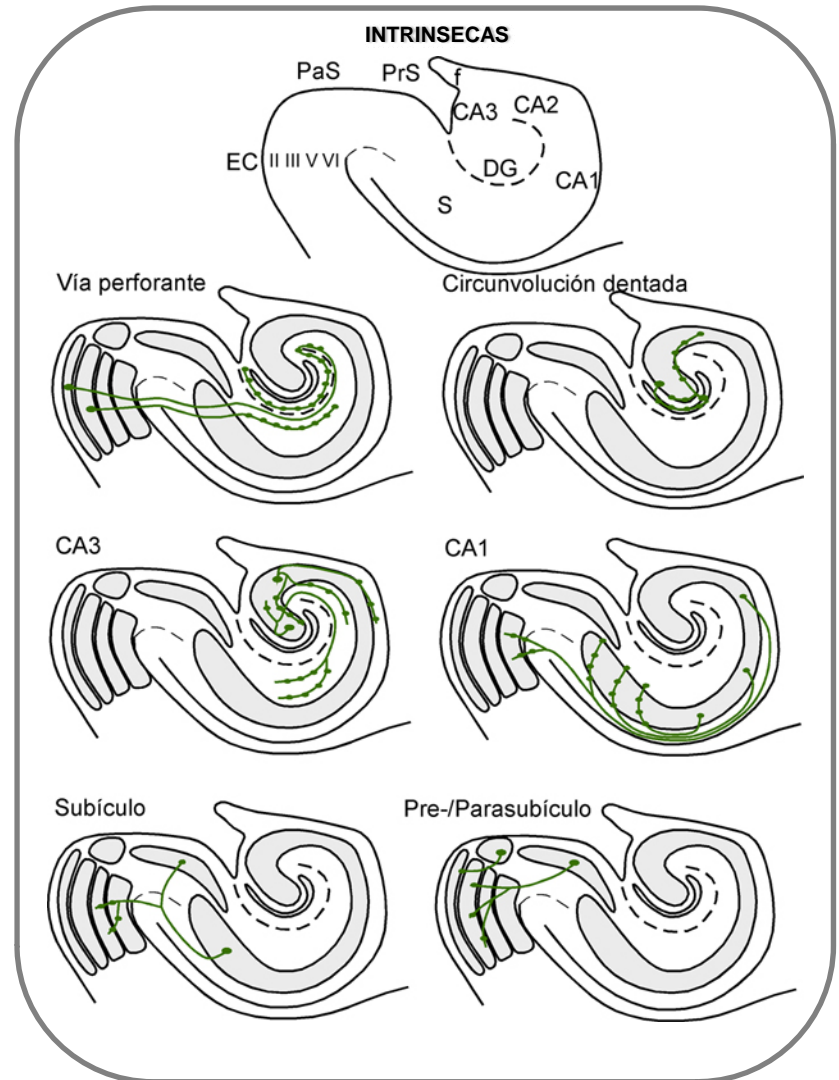 INTRINSECAS
PaS PrS f
CA3 CA2
EC II III V VI DG CA1
S
Vía perforante Circunvolución dentada
CA3 CA1
Subículo Pre-/Parasubículo